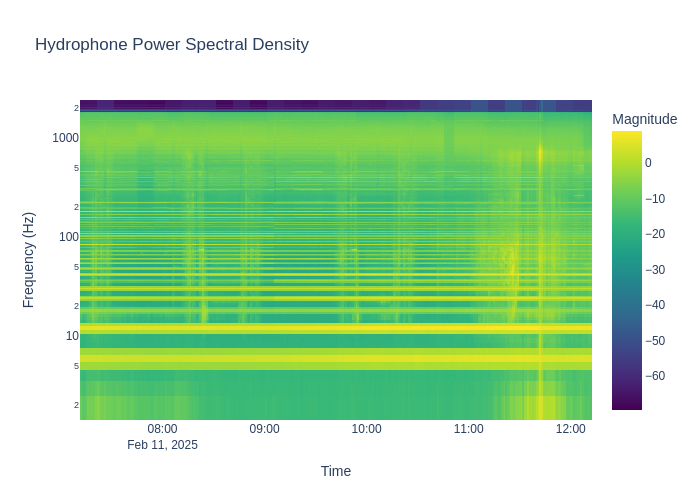 Hydrophone Power Spectral Density
Magnitude
Frequency (Hz)
2
1000
5
2
100
5
2
10
5
2
0
−10
−20
−30
−40
−50
−60
08:00 09:00 10:00 11:00 12:00
Feb 11, 2025
Time